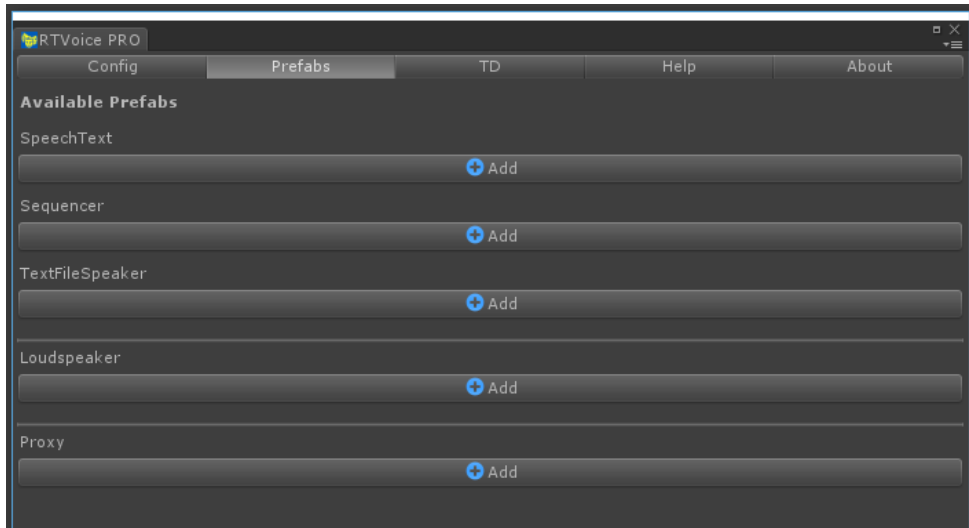 RTVoice PRO
Config Prefabs TD Help About
Available Prefabs
SpeechText
Add
Sequencer
Add
TextFileSpeaker
Add
Loudspeaker
Add
Proxy
Add